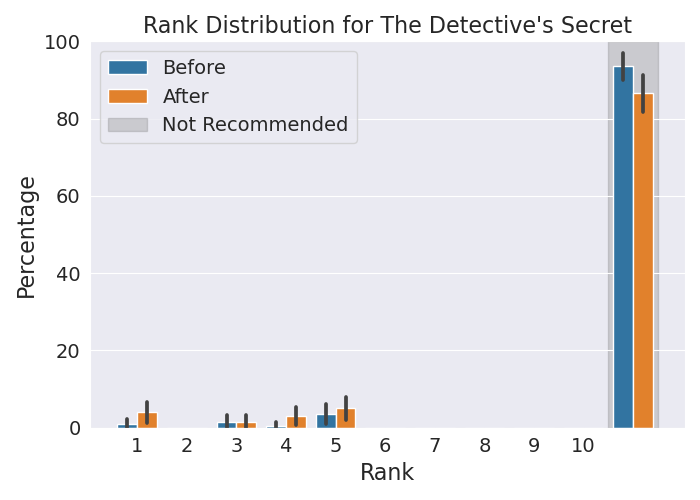 Rank Distribution for The Detective's Secret
Before
After
Not Recommended
Percentage
100
80
60
40
20
0
1 2 3 4 5 6 7 8 9 10
Rank